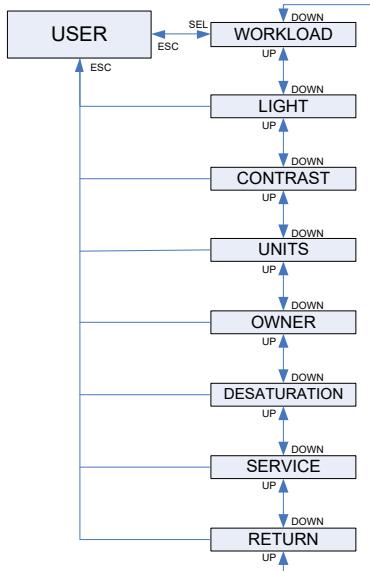 DOWN
USER
SEL
WORKLOAD
ESC
UP
ESC
DOWN
LIGHT
UP
DOWN
CONTRAST
UP
DOWN
UNITS
UP
DOWN
OWNER
UP
DOWN
DESATURATION
UP
DOWN
SERVICE
UP
DOWN
RETURN
UP